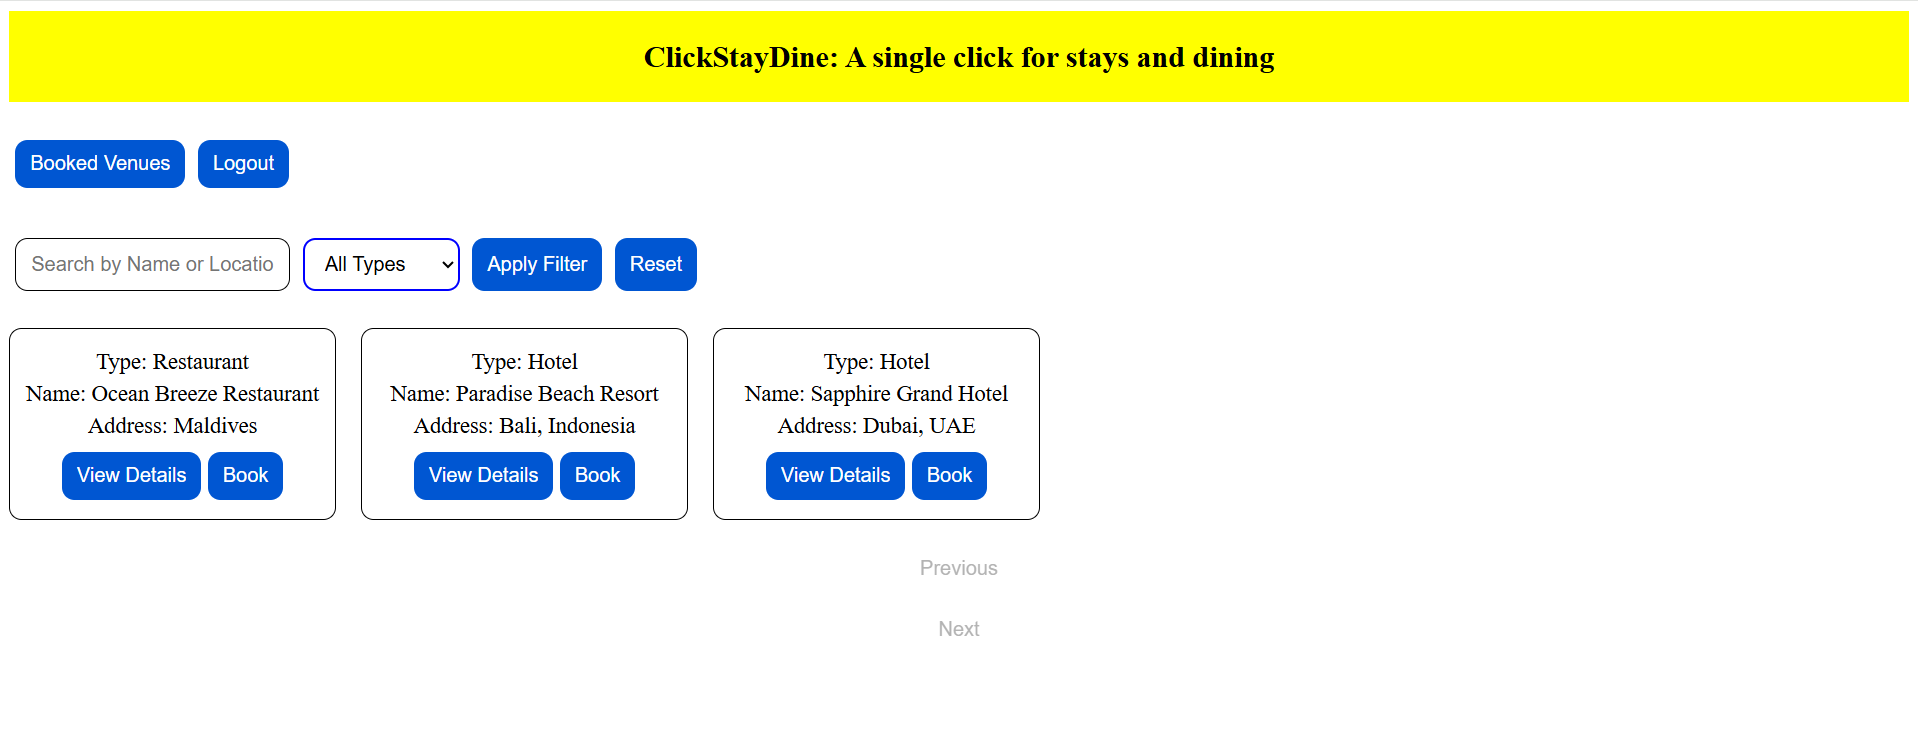 ClickStayDine: A single click for stays and dining
Booked Venues
Logout
Search by Name or Locatio
All Types
Apply Filter
Reset
Type: Restaurant
Name: Ocean Breeze Restaurant
Address: Maldives
View Details
Book
Type: Hotel
Name: Paradise Beach Resort
Address: Bali, Indonesia
View Details
Book
Type: Hotel
Name: Sapphire Grand Hotel
Address: Dubai, UAE
View Details
Book
Previous
Next